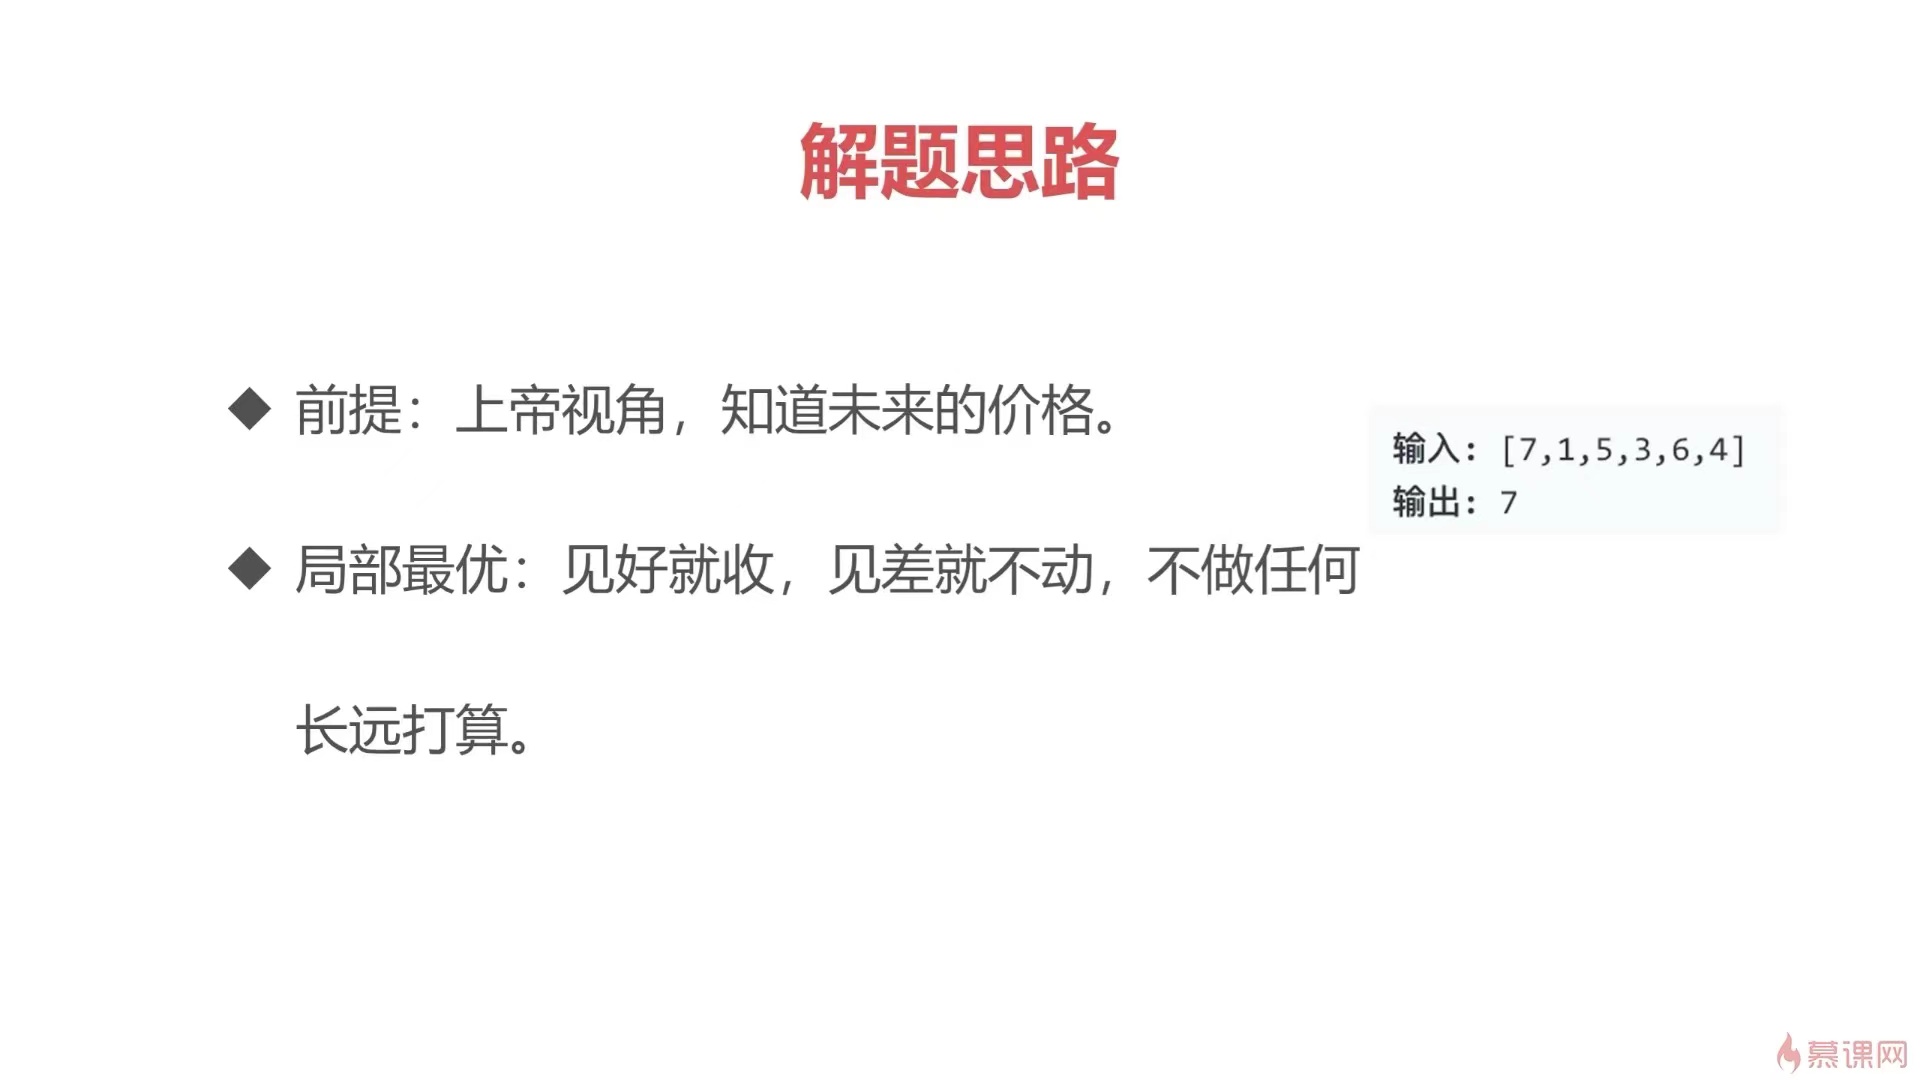 解题思路
前提：上帝视角，知道未来的价格。
输入：[7,1,5,3,6,4]
输出：7
局部最优：见好就收，见差就不动，不做任何
长远打算。
慕课网